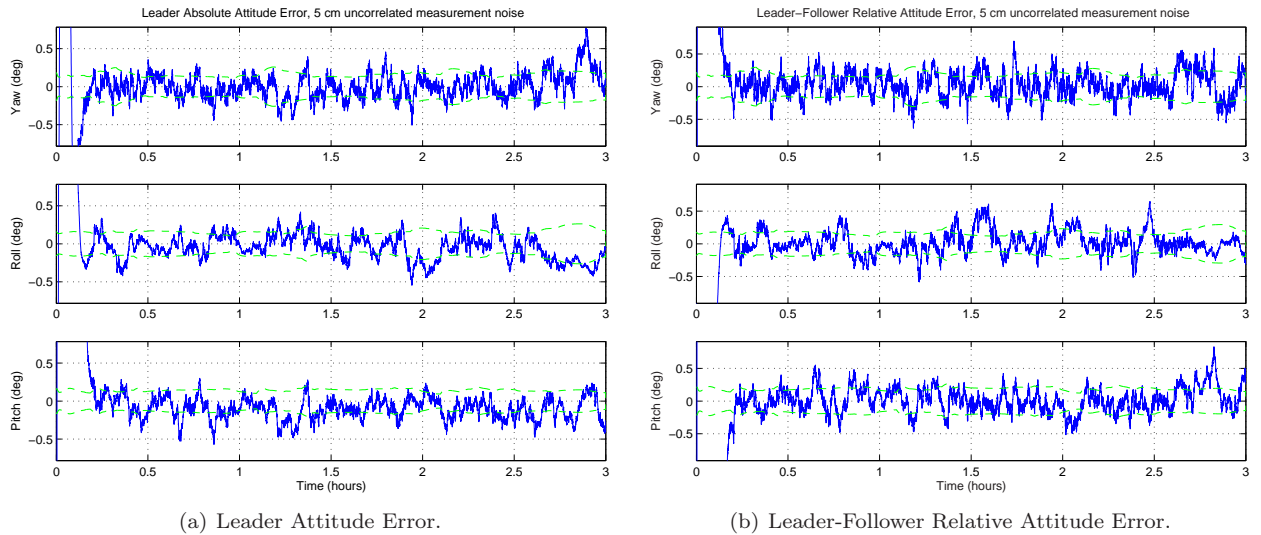 Leader Absolute Attitude Error, 5 cm uncorrelated measurement noise
Yaw (deg)
0.5
0
−0.5
0 0.5 1 1.5 2 2.5 3
Roll (deg)
0.5
0
−0.5
0 0.5 1 1.5 2 2.5 3
Pitch (deg)
0.5
0
−0.5
0 0.5 1 1.5 2 2.5 3
Time (hours)
(a) Leader Attitude Error.
Leader−Follower Relative Attitude Error, 5 cm uncorrelated measurement noise
Yaw (deg)
0.5
0
−0.5
0 0.5 1 1.5 2 2.5 3
Roll (deg)
0.5
0
−0.5
0 0.5 1 1.5 2 2.5 3
Pitch (deg)
0.5
0
−0.5
0 0.5 1 1.5 2 2.5 3
Time (hours)
(b) Leader-Follower Relative Attitude Error.